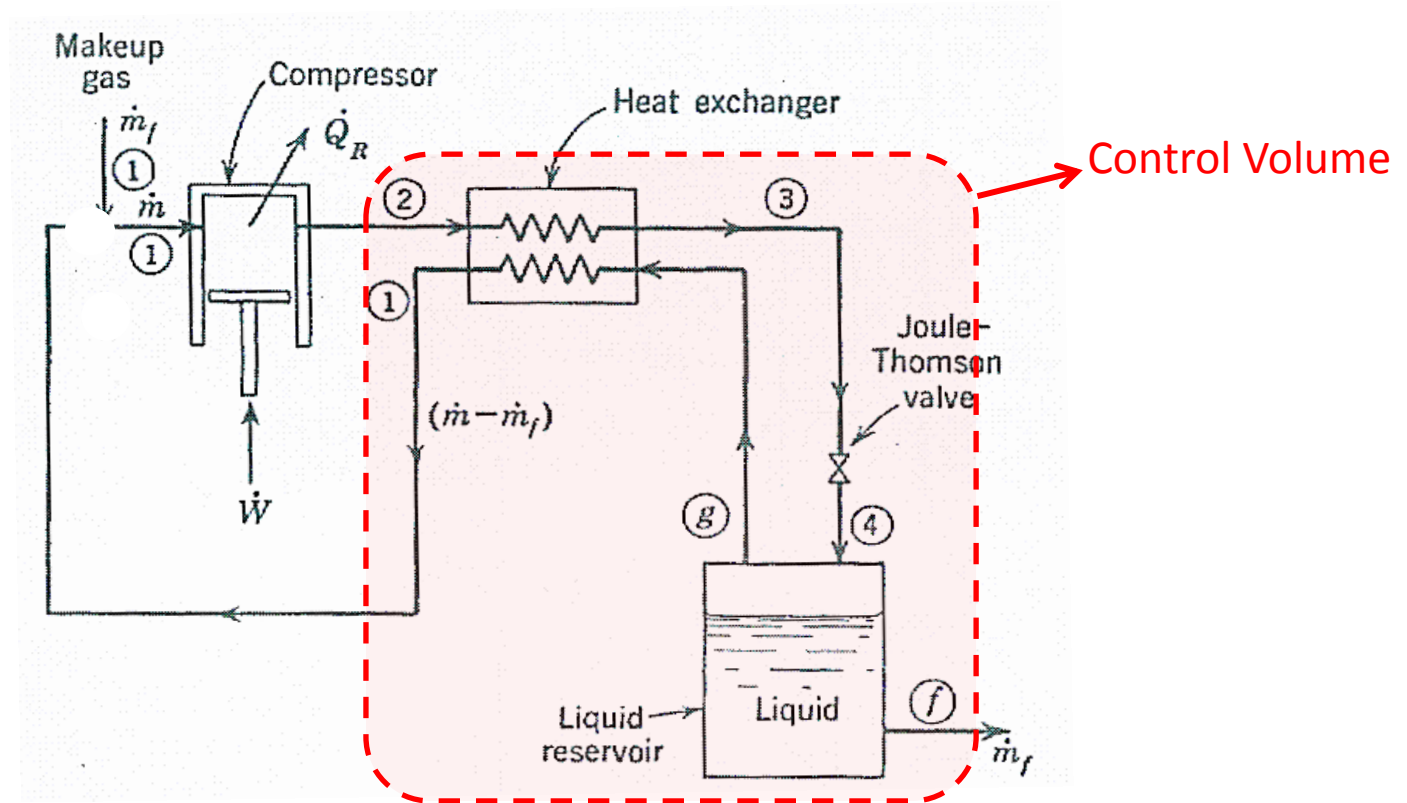 Makeup
gas
ṁf
①
ṁ
①
Compressor
Q̇R
Ẇ
②
Heat exchanger
③
Control Volume
①
(ṁ−ṁf)
Joule-
Thomson
valve
g
④
Liquid
Liquid
reservoir
f
ṁf